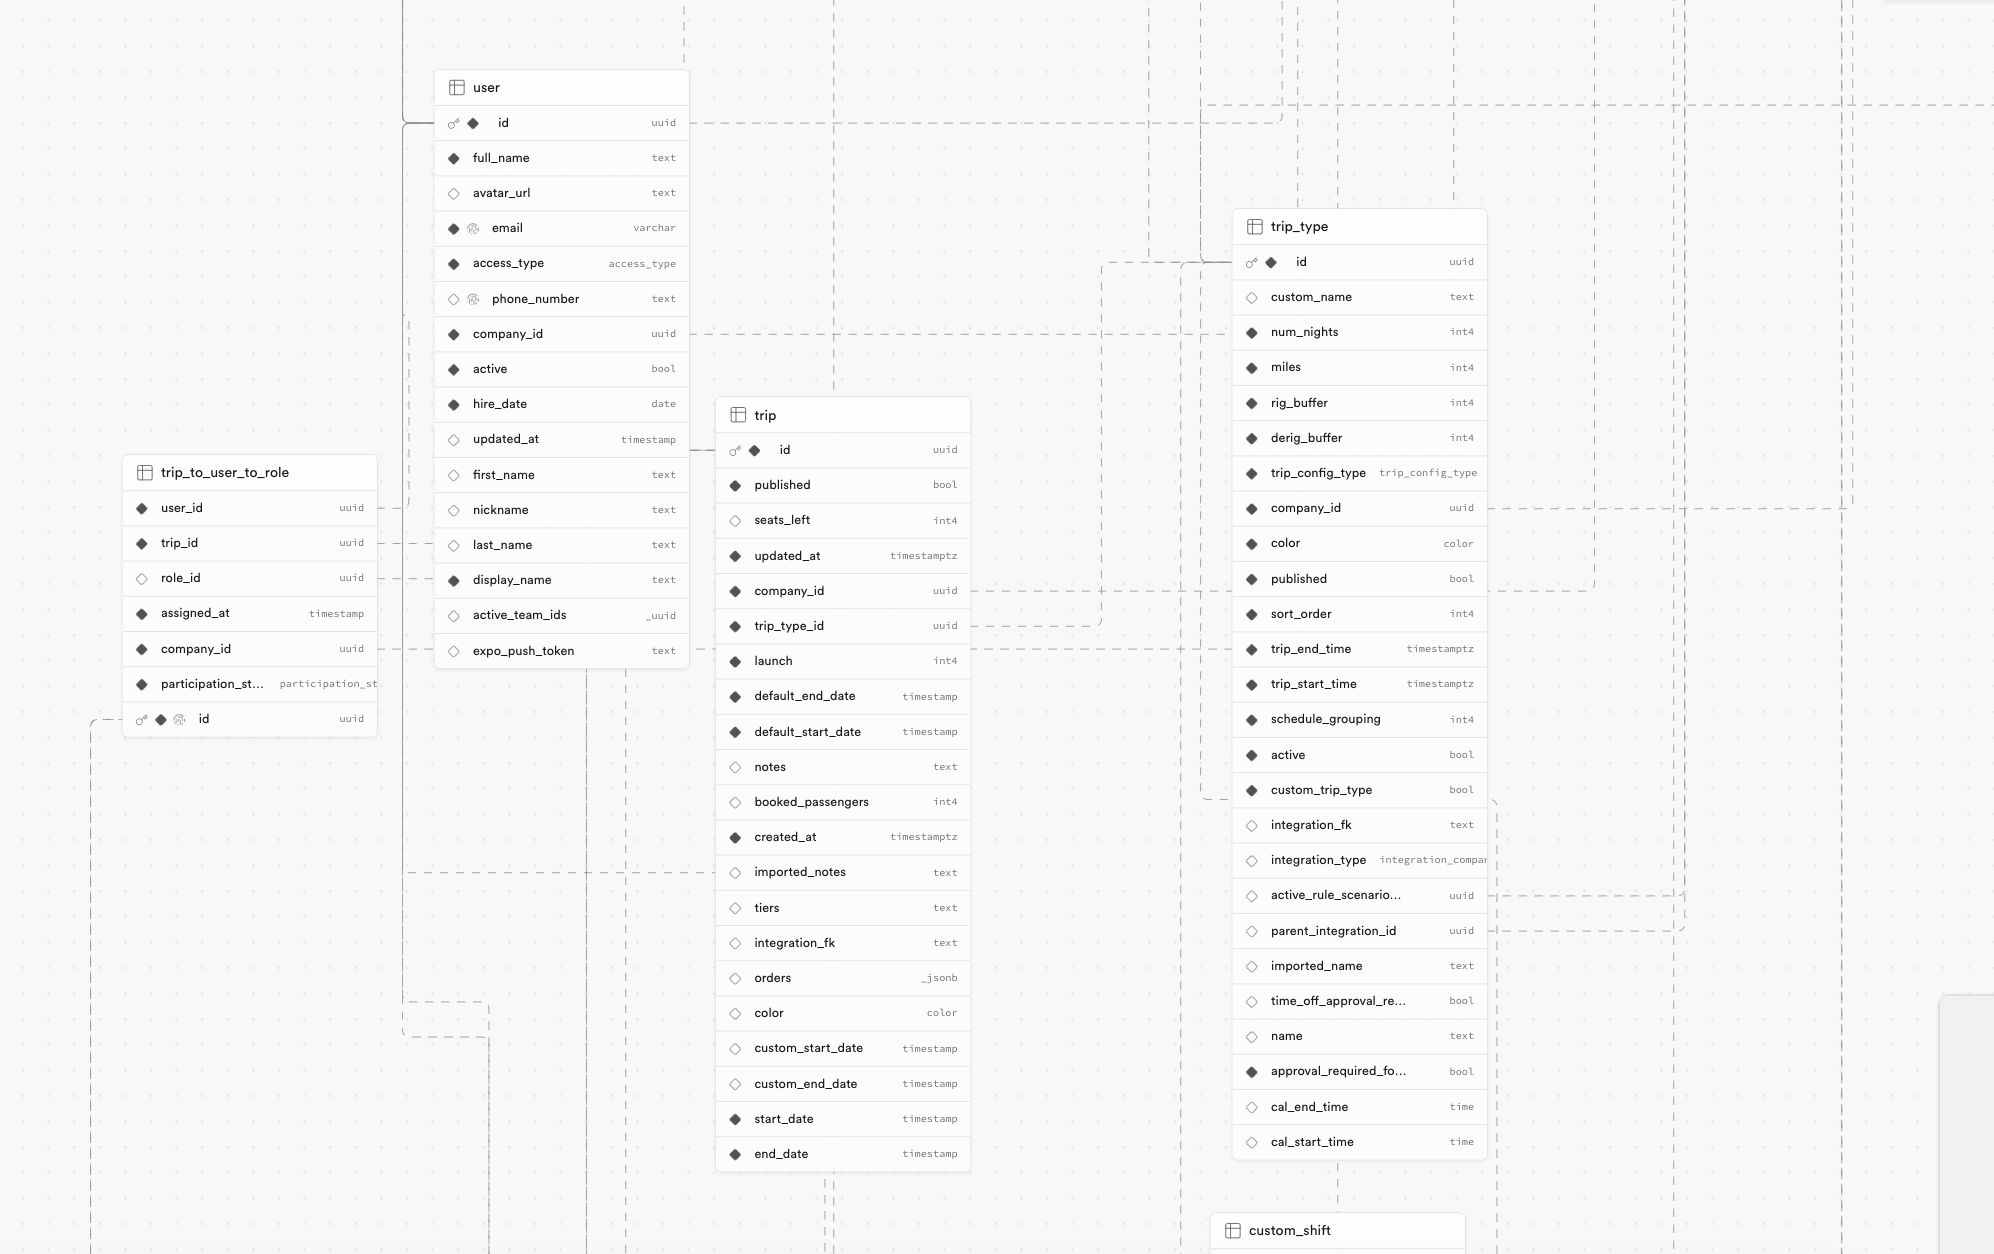 user
id uuid
full_name text
avatar_url text
email varchar
access_type access_type
phone_number text
company_id uuid
active bool
hire_date date
updated_at timestamp
first_name text
nickname text
last_name text
display_name text
active_team_ids _uuid
expo_push_token text
trip_to_user_to_role
user_id uuid
trip_id uuid
role_id uuid
assigned_at timestamp
company_id uuid
participation_st... participation_st
id uuid
trip
id uuid
published bool
seats_left int4
updated_at timestamptz
company_id uuid
trip_type_id uuid
launch int4
default_end_date timestamp
default_start_date timestamp
notes text
booked_passengers int4
created_at timestamptz
imported_notes text
tiers text
integration_fk text
orders _jsonb
color color
custom_start_date timestamp
custom_end_date timestamp
start_date timestamp
end_date timestamp
trip_type
id uuid
custom_name text
num_nights int4
miles int4
rig_buffer int4
derig_buffer int4
trip_config_type trip_config_type
company_id uuid
color color
published bool
sort_order int4
trip_end_time timestamptz
trip_start_time timestamptz
schedule_grouping int4
active bool
custom_trip_type bool
integration_fk text
integration_type integration_compar
active_rule_scenario... uuid
parent_integration_id uuid
imported_name text
time_off_approval_re... bool
name text
approval_required_fo... bool
cal_end_time time
cal_start_time time
custom_shift